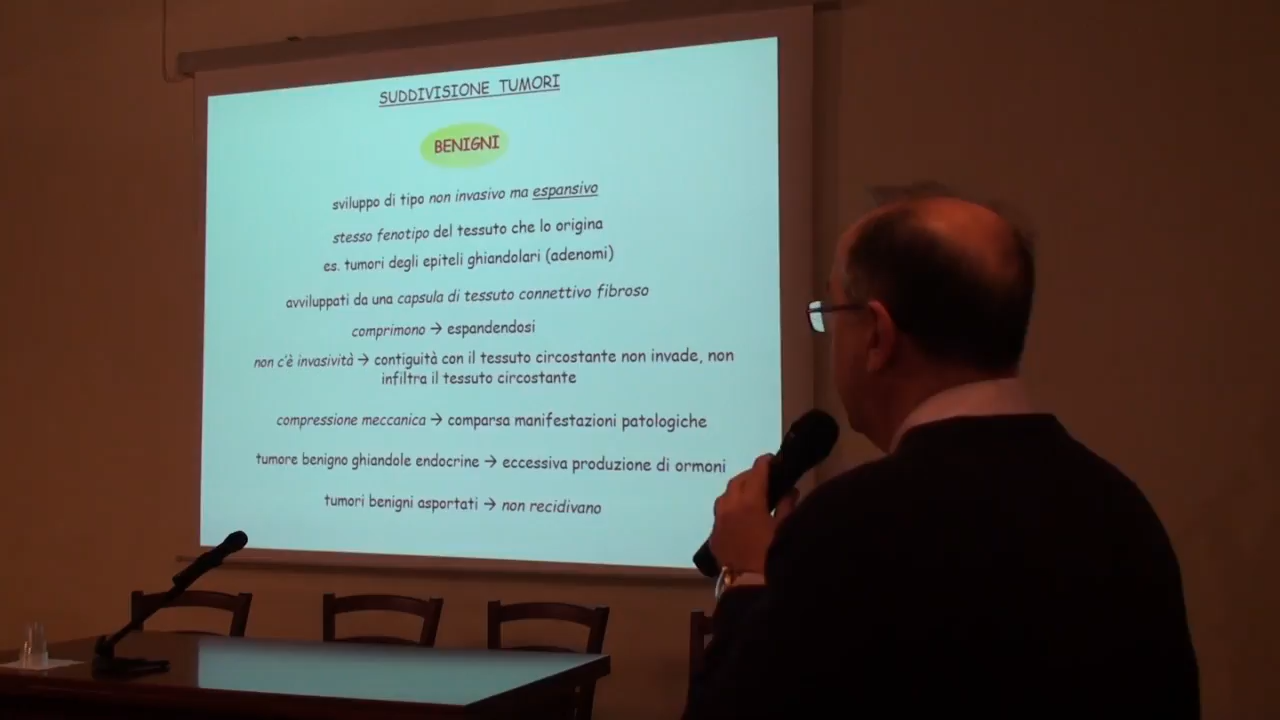 SUDDIVISIONE TUMORI
BENIGNI
sviluppo di tipo non invasivo ma espansivo
stesso fenotipo del tessuto che lo origina
es. tumori degli epiteli ghiandolari (adenomi)
avviluppati da una capsula di tessuto connettivo fibroso
comprimono → espandendosi
non c'è invasività → contiguità con il tessuto circostante non invade, non
infiltra il tessuto circostante
compressione meccanica → comparsa manifestazioni patologiche
tumore benigno ghiandole endocrine → eccessiva produzione di ormoni
tumori benigni asportati → non recidivano